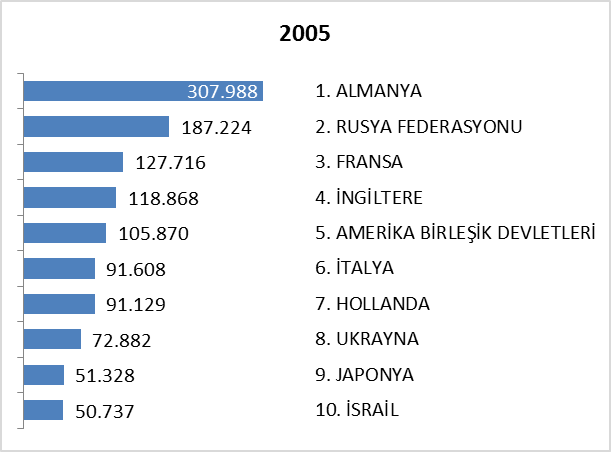 2005
307.988 1. ALMANYA
187.224 2. RUSYA FEDERASYONU
127.716 3. FRANSA
118.868 4. İNGİLTERE
105.870 5. AMERİKA BİRLEŞİK DEVLETLERİ
91.608 6. İTALYA
91.129 7. HOLLANDA
72.882 8. UKRAYNA
51.328 9. JAPONYA
50.737 10. İSRAİL